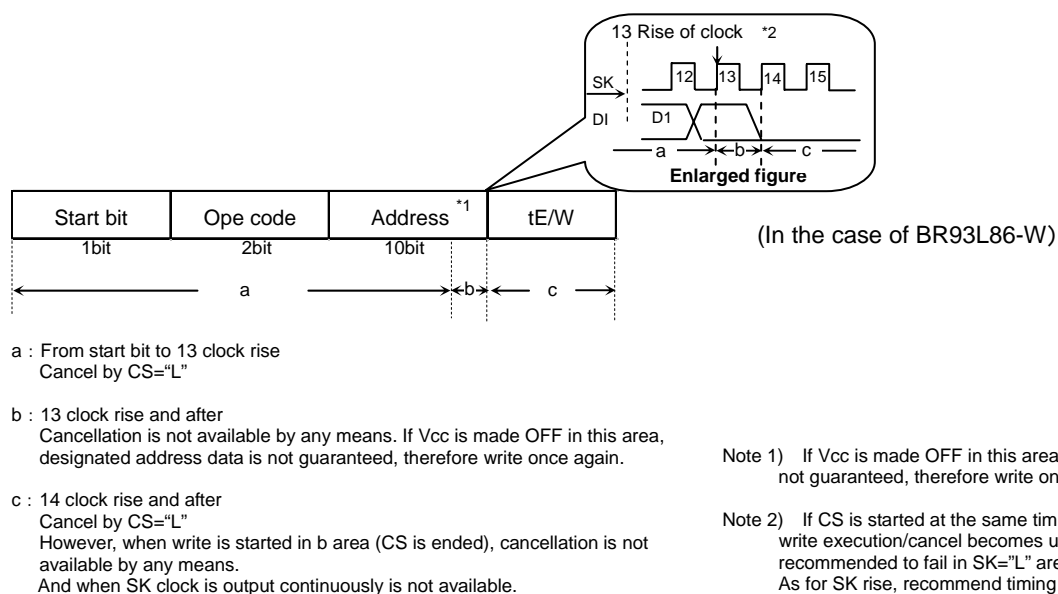 13 Rise of clock *2
SK
12 13 14 15
DI D1
a b c
Enlarged figure
Start bit Ope code Address *1 tE/W
1bit 2bit 10bit
(In the case of BR93L86-W)
a b c
a : From start bit to 13 clock rise
Cancel by CS=“L”
b : 13 clock rise and after
Cancellation is not available by any means. If Vcc is made OFF in this area,
designated address data is not guaranteed, therefore write once again.
c : 14 clock rise and after
Cancel by CS=“L”
However, when write is started in b area (CS is ended), cancellation is not
available by any means.
And when SK clock is output continuously is not available.
Note 1) If Vcc is made OFF in this area
not guaranteed, therefore write
Note 2) If CS is started at the same
write execution/cancel becomes
recommended to fail in SK=”L”
As for SK rise, recommend timing